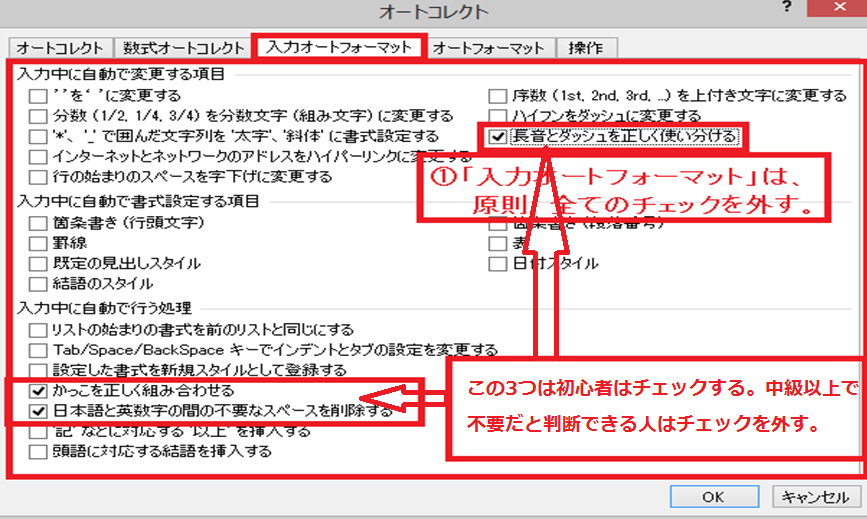 オートコレクト
? ×
オートコレクト 数式オートコレクト 入力オートフォーマット オートフォーマット 操作
入力中に自動で変更する項目
' ' を ‘ ’ に変更する
序数 (1st, 2nd, 3rd, ...) を上付き文字に変更する
分数 (1/2, 1/4, 3/4) を分数文字 (組み文字) に変更する
ハイフンをダッシュに変更する
'*'、'_' で囲んだ文字列を '太字'、'斜体' に書式設定する
長音とダッシュを正しく使い分ける
インターネットとネットワークのアドレスをハイパーリンクに変更する
行の始まりのスペースを字下げに変更する
①「入力オートフォーマット」は、
原則 全てのチェックを外す。
入力中に自動で書式設定する項目
箇条書き (行頭文字)
箇条書き (段落番号)
罫線
表
既定の見出しスタイル
日付スタイル
結語のスタイル
入力中に自動で行う処理
リストの始まりの書式を前のリストと同じにする
Tab/Space/BackSpace キーでインデントとタブの設定を変更する
設定した書式を新規スタイルとして登録する
かっこを正しく組み合わせる
日本語と英数字の間の不要なスペースを削除する
'記' などに対応する '以上' を挿入する
頭語に対応する結語を挿入する
この3つは初心者はチェックする。中級以上で
不要だと判断できる人はチェックを外す。
OK キャンセル